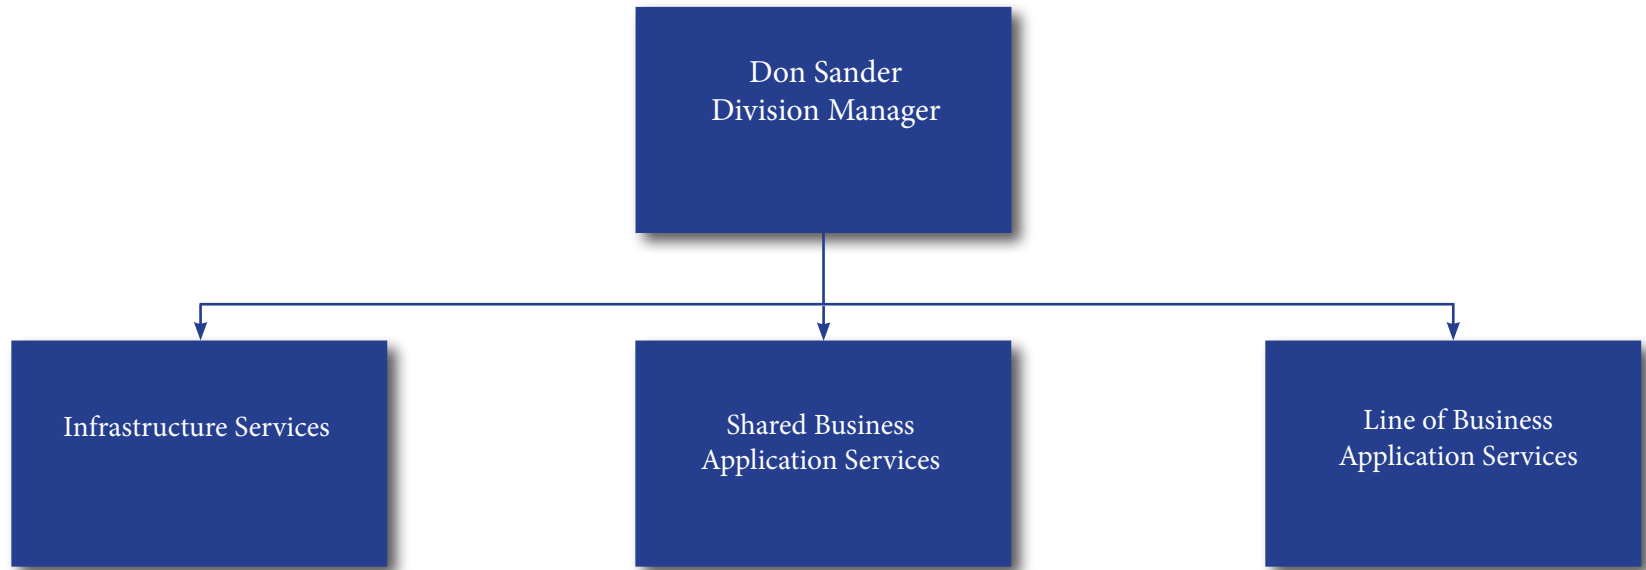 Don Sander
Division Manager
Infrastructure Services
Shared Business
Application Services
Line of Business
Application Services